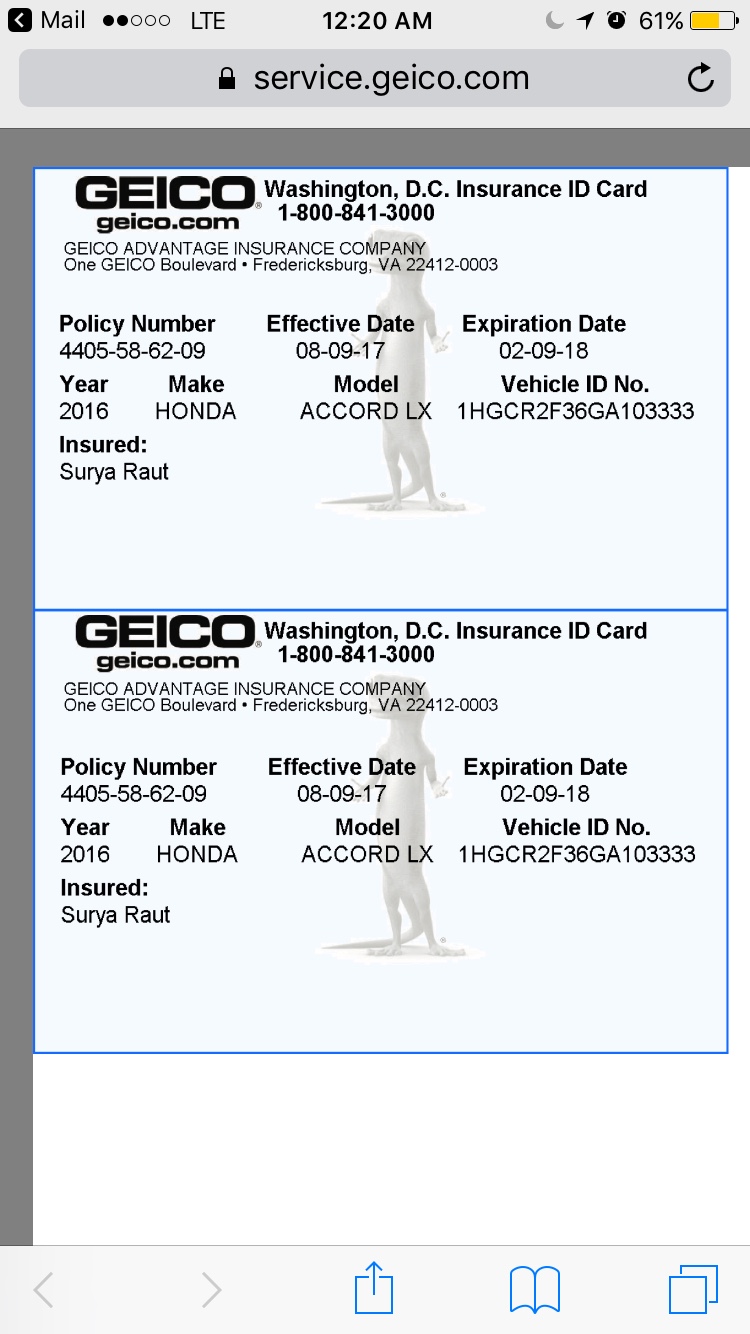 Mail LTE 12:20 AM 61%
service.geico.com
GEICO® Washington, D.C. Insurance ID Card
geico.com 1-800-841-3000
GEICO ADVANTAGE INSURANCE COMPANY
One GEICO Boulevard • Fredericksburg, VA 22412-0003
Policy Number Effective Date Expiration Date
4405-58-62-09 08-09-17 02-09-18
Year Make Model Vehicle ID No.
2016 HONDA ACCORD LX 1HGCR2F36GA103333
Insured:
Surya Raut
®
GEICO® Washington, D.C. Insurance ID Card
geico.com 1-800-841-3000
GEICO ADVANTAGE INSURANCE COMPANY
One GEICO Boulevard • Fredericksburg, VA 22412-0003
Policy Number Effective Date Expiration Date
4405-58-62-09 08-09-17 02-09-18
Year Make Model Vehicle ID No.
2016 HONDA ACCORD LX 1HGCR2F36GA103333
Insured:
Surya Raut
®